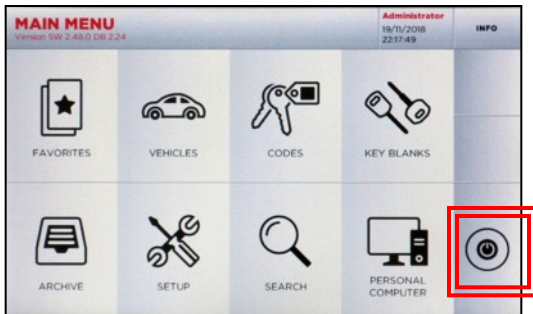 MAIN MENU
Version SW 2.48.0 DB 2.24
Administrator
19/11/2018
22:17:49
INFO
FAVORITES
VEHICLES
CODES
KEY BLANKS
ARCHIVE
SETUP
SEARCH
PERSONAL
COMPUTER